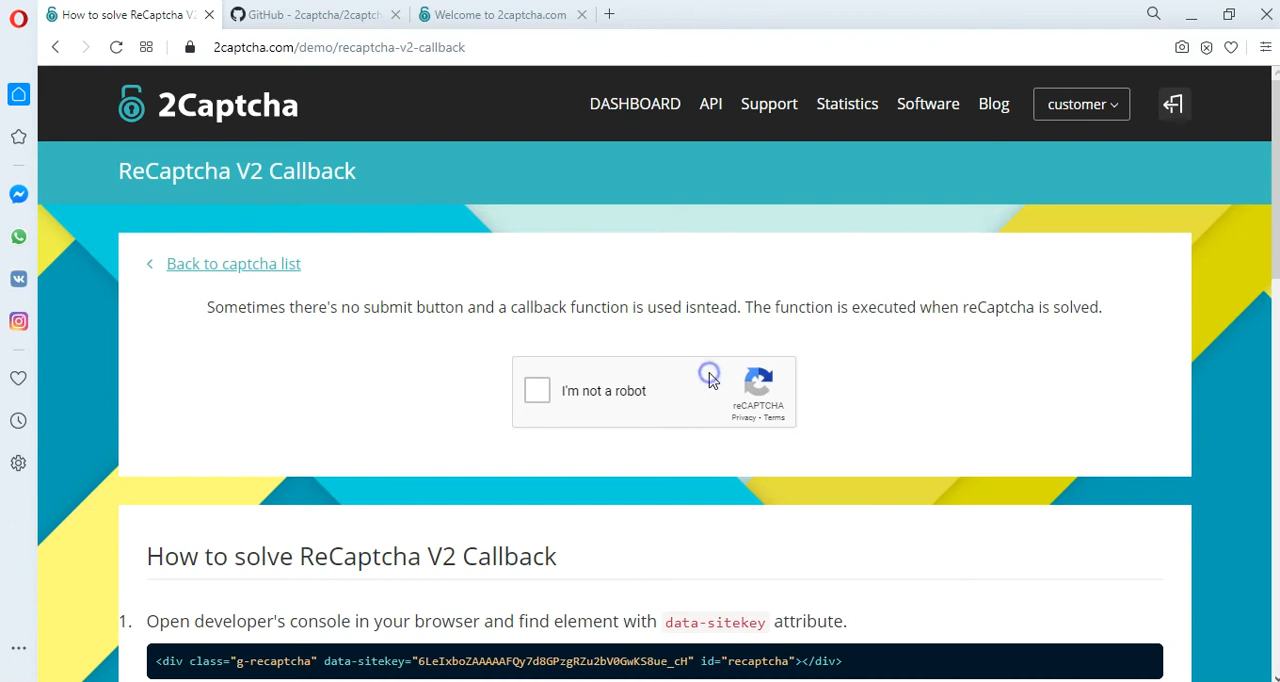 How to solve ReCaptcha V2
GitHub - 2captcha/2captch
Welcome to 2captcha.com
2captcha.com/demo/recaptcha-v2-callback
2Captcha
DASHBOARD API Support Statistics Software Blog customer
ReCaptcha V2 Callback
Back to captcha list
Sometimes there's no submit button and a callback function is used isntead. The function is executed when reCaptcha is solved.
I'm not a robot
reCAPTCHA
Privacy - Terms
How to solve ReCaptcha V2 Callback
1. Open developer's console in your browser and find element with data-sitekey attribute.
<div class="g-recaptcha" data-sitekey="6LeIxboZAAAAAFQy7d8GPzgRZu2bV0GwKS8ue_cH" id="recaptcha"></div>